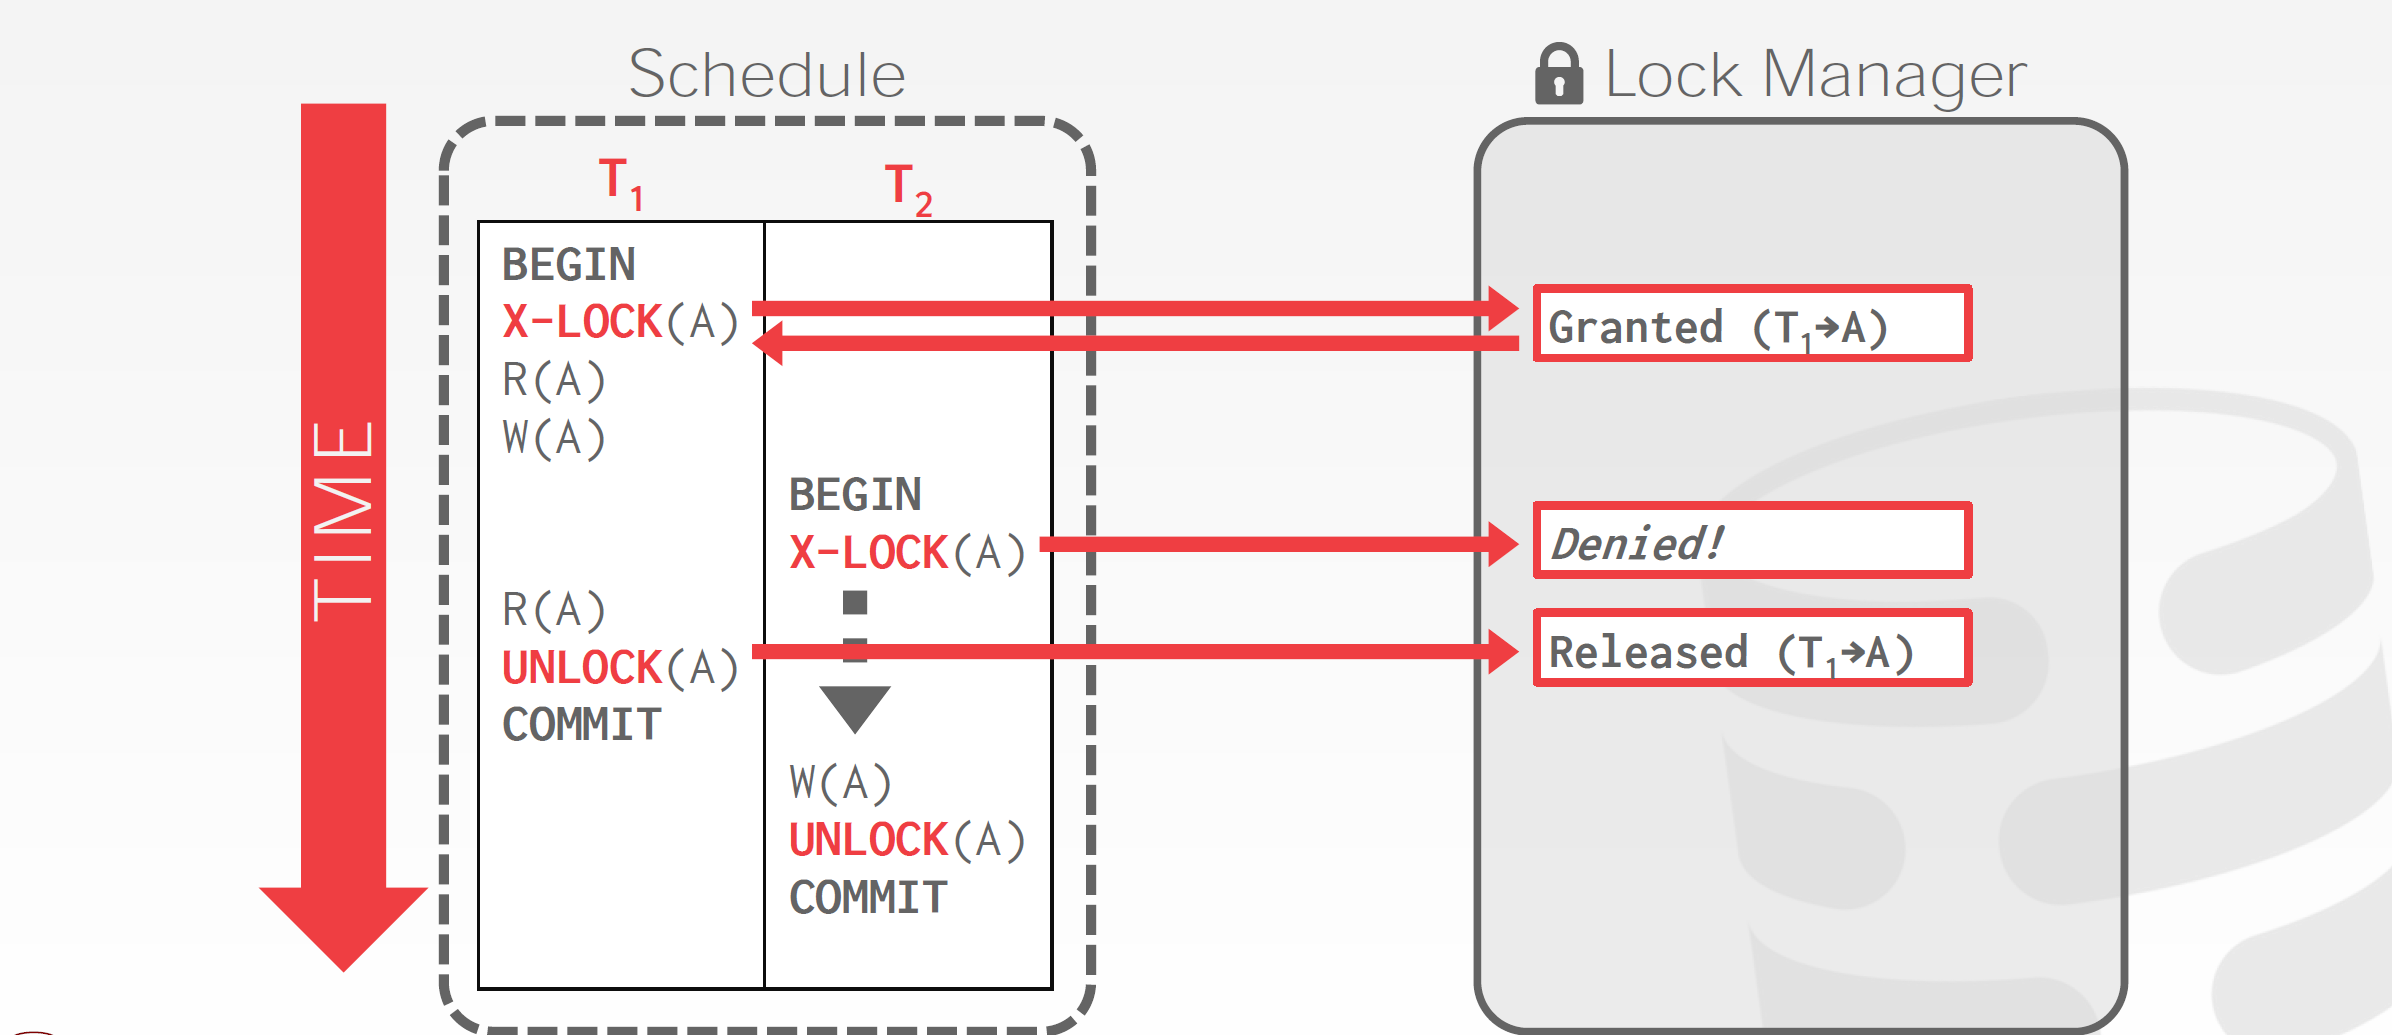 Schedule
Lock Manager
TIME
T1
T2
BEGIN
X-LOCK(A)
Granted (T1→A)
R(A)
W(A)
BEGIN
X-LOCK(A)
Denied!
R(A)
UNLOCK(A)
Released (T1→A)
COMMIT
W(A)
UNLOCK(A)
COMMIT